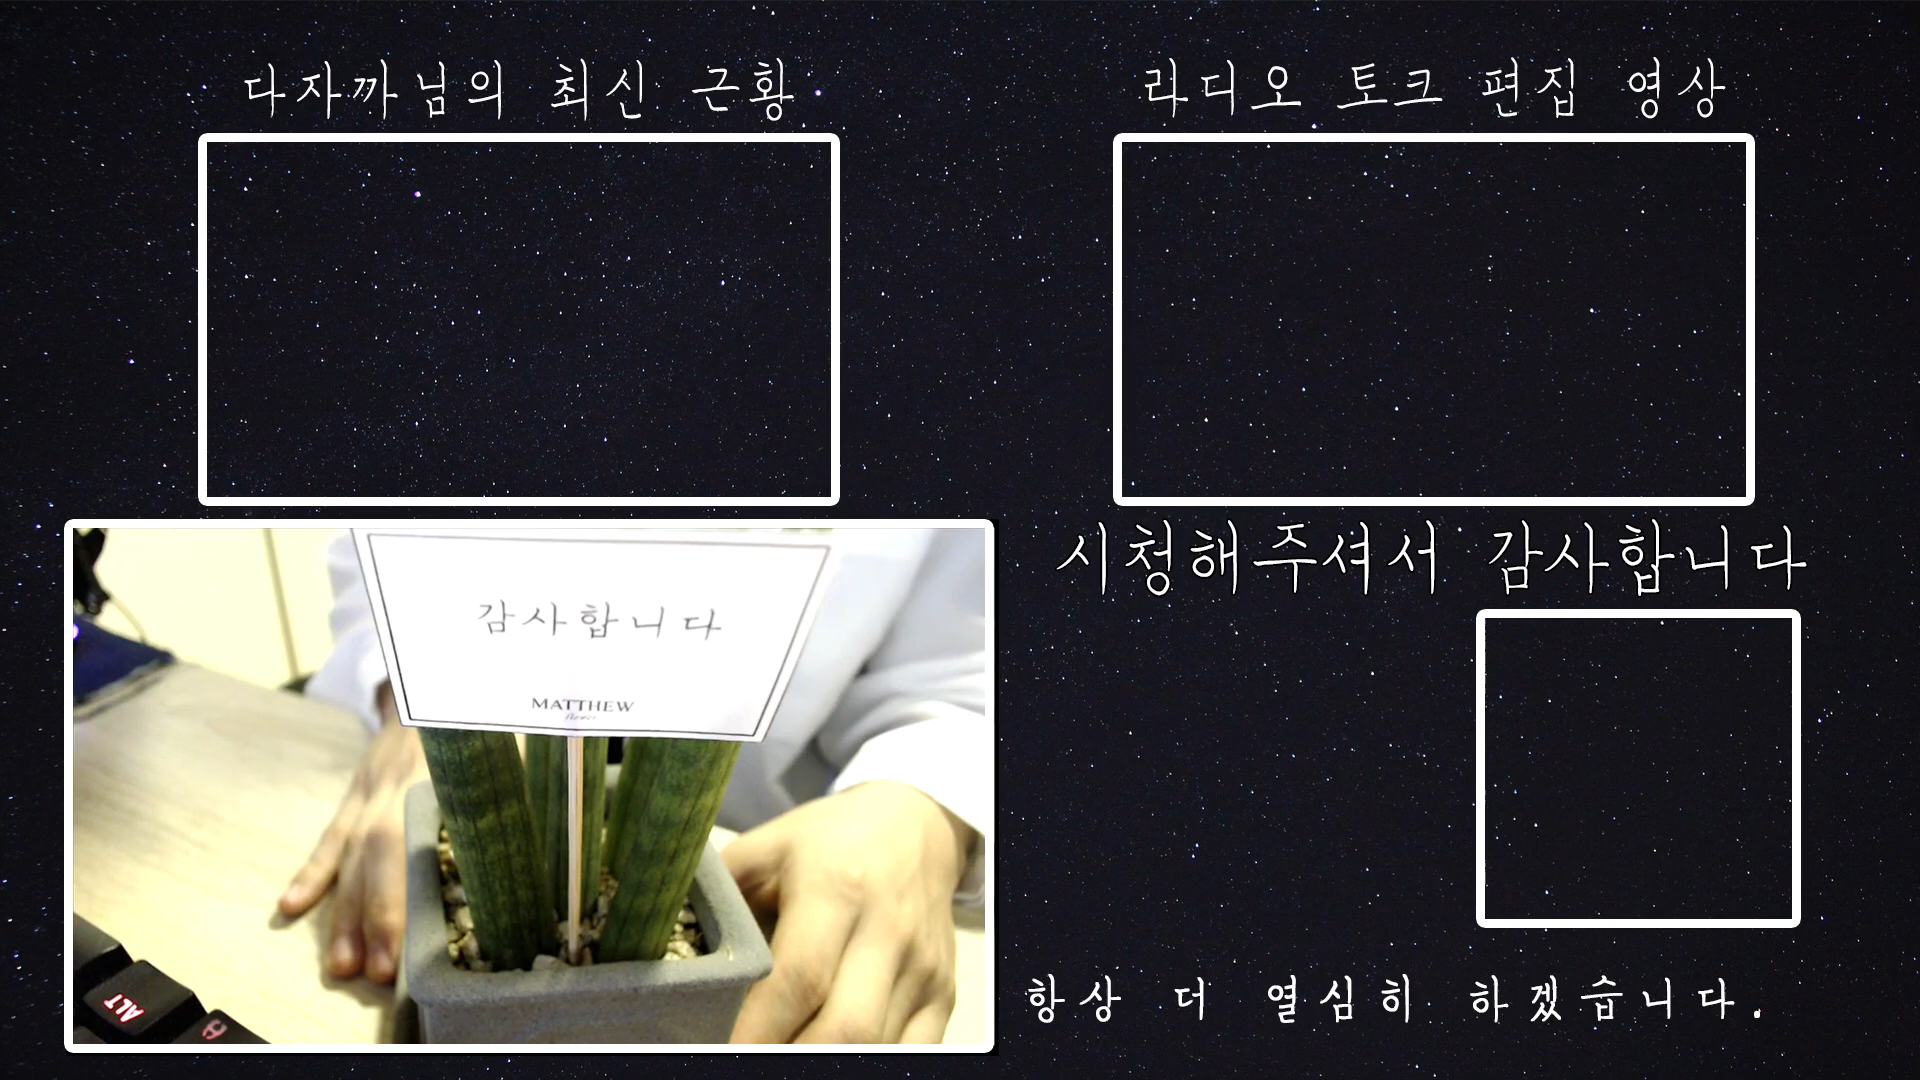 다자까님의 최신 근황
라디오 토크 편집 영상
시청해주셔서 감사합니다
감사합니다
MATTHEW
flower
ALT
항상 더 열심히 하겠습니다.